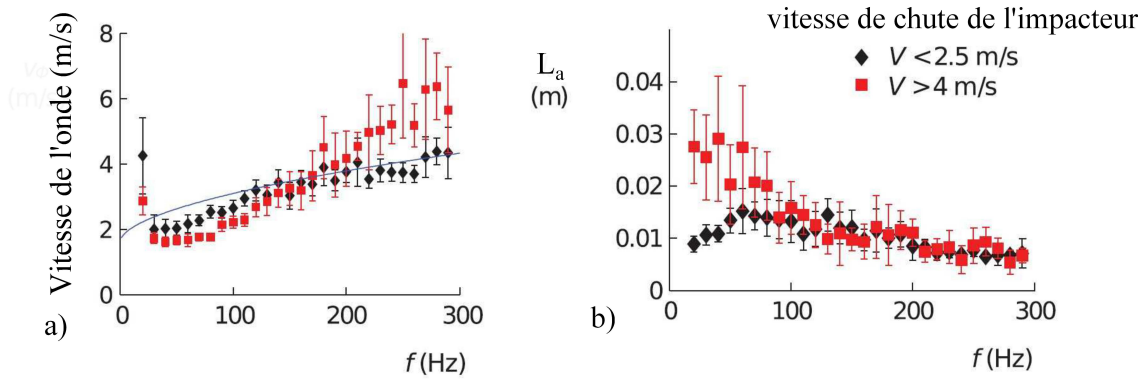 vitesse de chute de l'impacteur
V < 2.5 m/s
V > 4 m/s
Vitesse de l'onde (m/s)
8
6
4
2
0
0
100
200
300
f (Hz)
a)
La
(m)
0.04
0.03
0.02
0.01
0
0
100
200
300
f (Hz)
b)